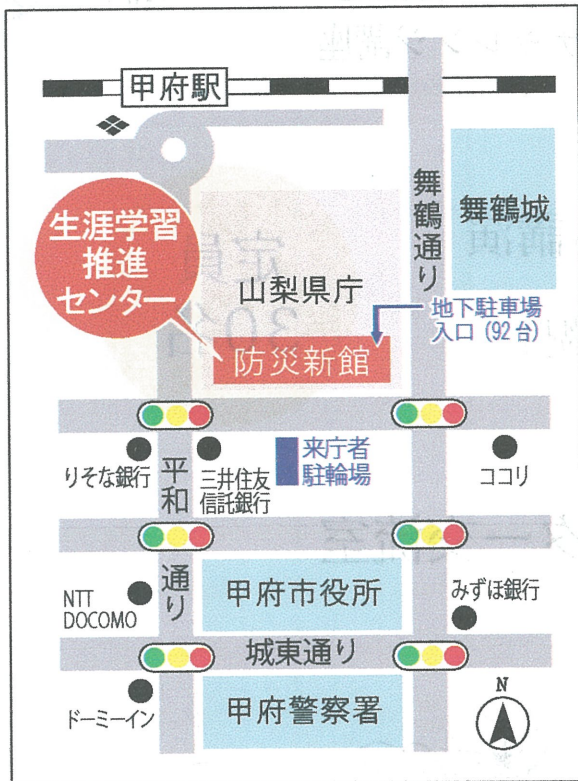 甲府駅
生涯学習
推進
センター
山梨県庁
防災新館
舞鶴通り
舞鶴城
地下駐車場
入口（92台）
りそな銀行
平和
通り
三井住友
信託銀行
来庁者
駐輪場
ココリ
NTT
DOCOMO
甲府市役所
みずほ銀行
城東通り
ドーミーイン
甲府警察署
N